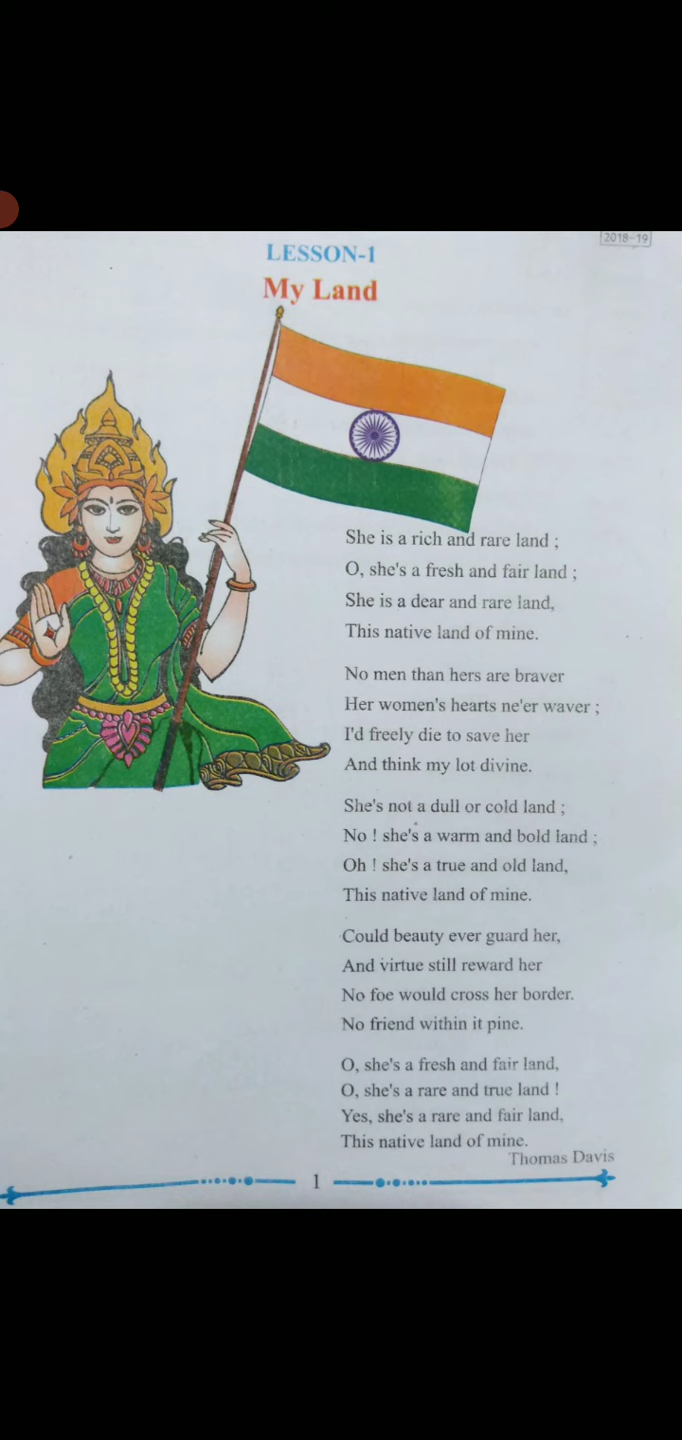 2018-19
LESSON-1
My Land
She is a rich and rare land ;
O, she's a fresh and fair land ;
She is a dear and rare land,
This native land of mine.
No men than hers are braver
Her women's hearts ne'er waver ;
I'd freely die to save her
And think my lot divine.
She's not a dull or cold land ;
No ! she's a warm and bold land ;
Oh ! she's a true and old land,
This native land of mine.
Could beauty ever guard her,
And virtue still reward her
No foe would cross her border.
No friend within it pine.
O, she's a fresh and fair land,
O, she's a rare and true land !
Yes, she's a rare and fair land,
This native land of mine.
Thomas Davis
1